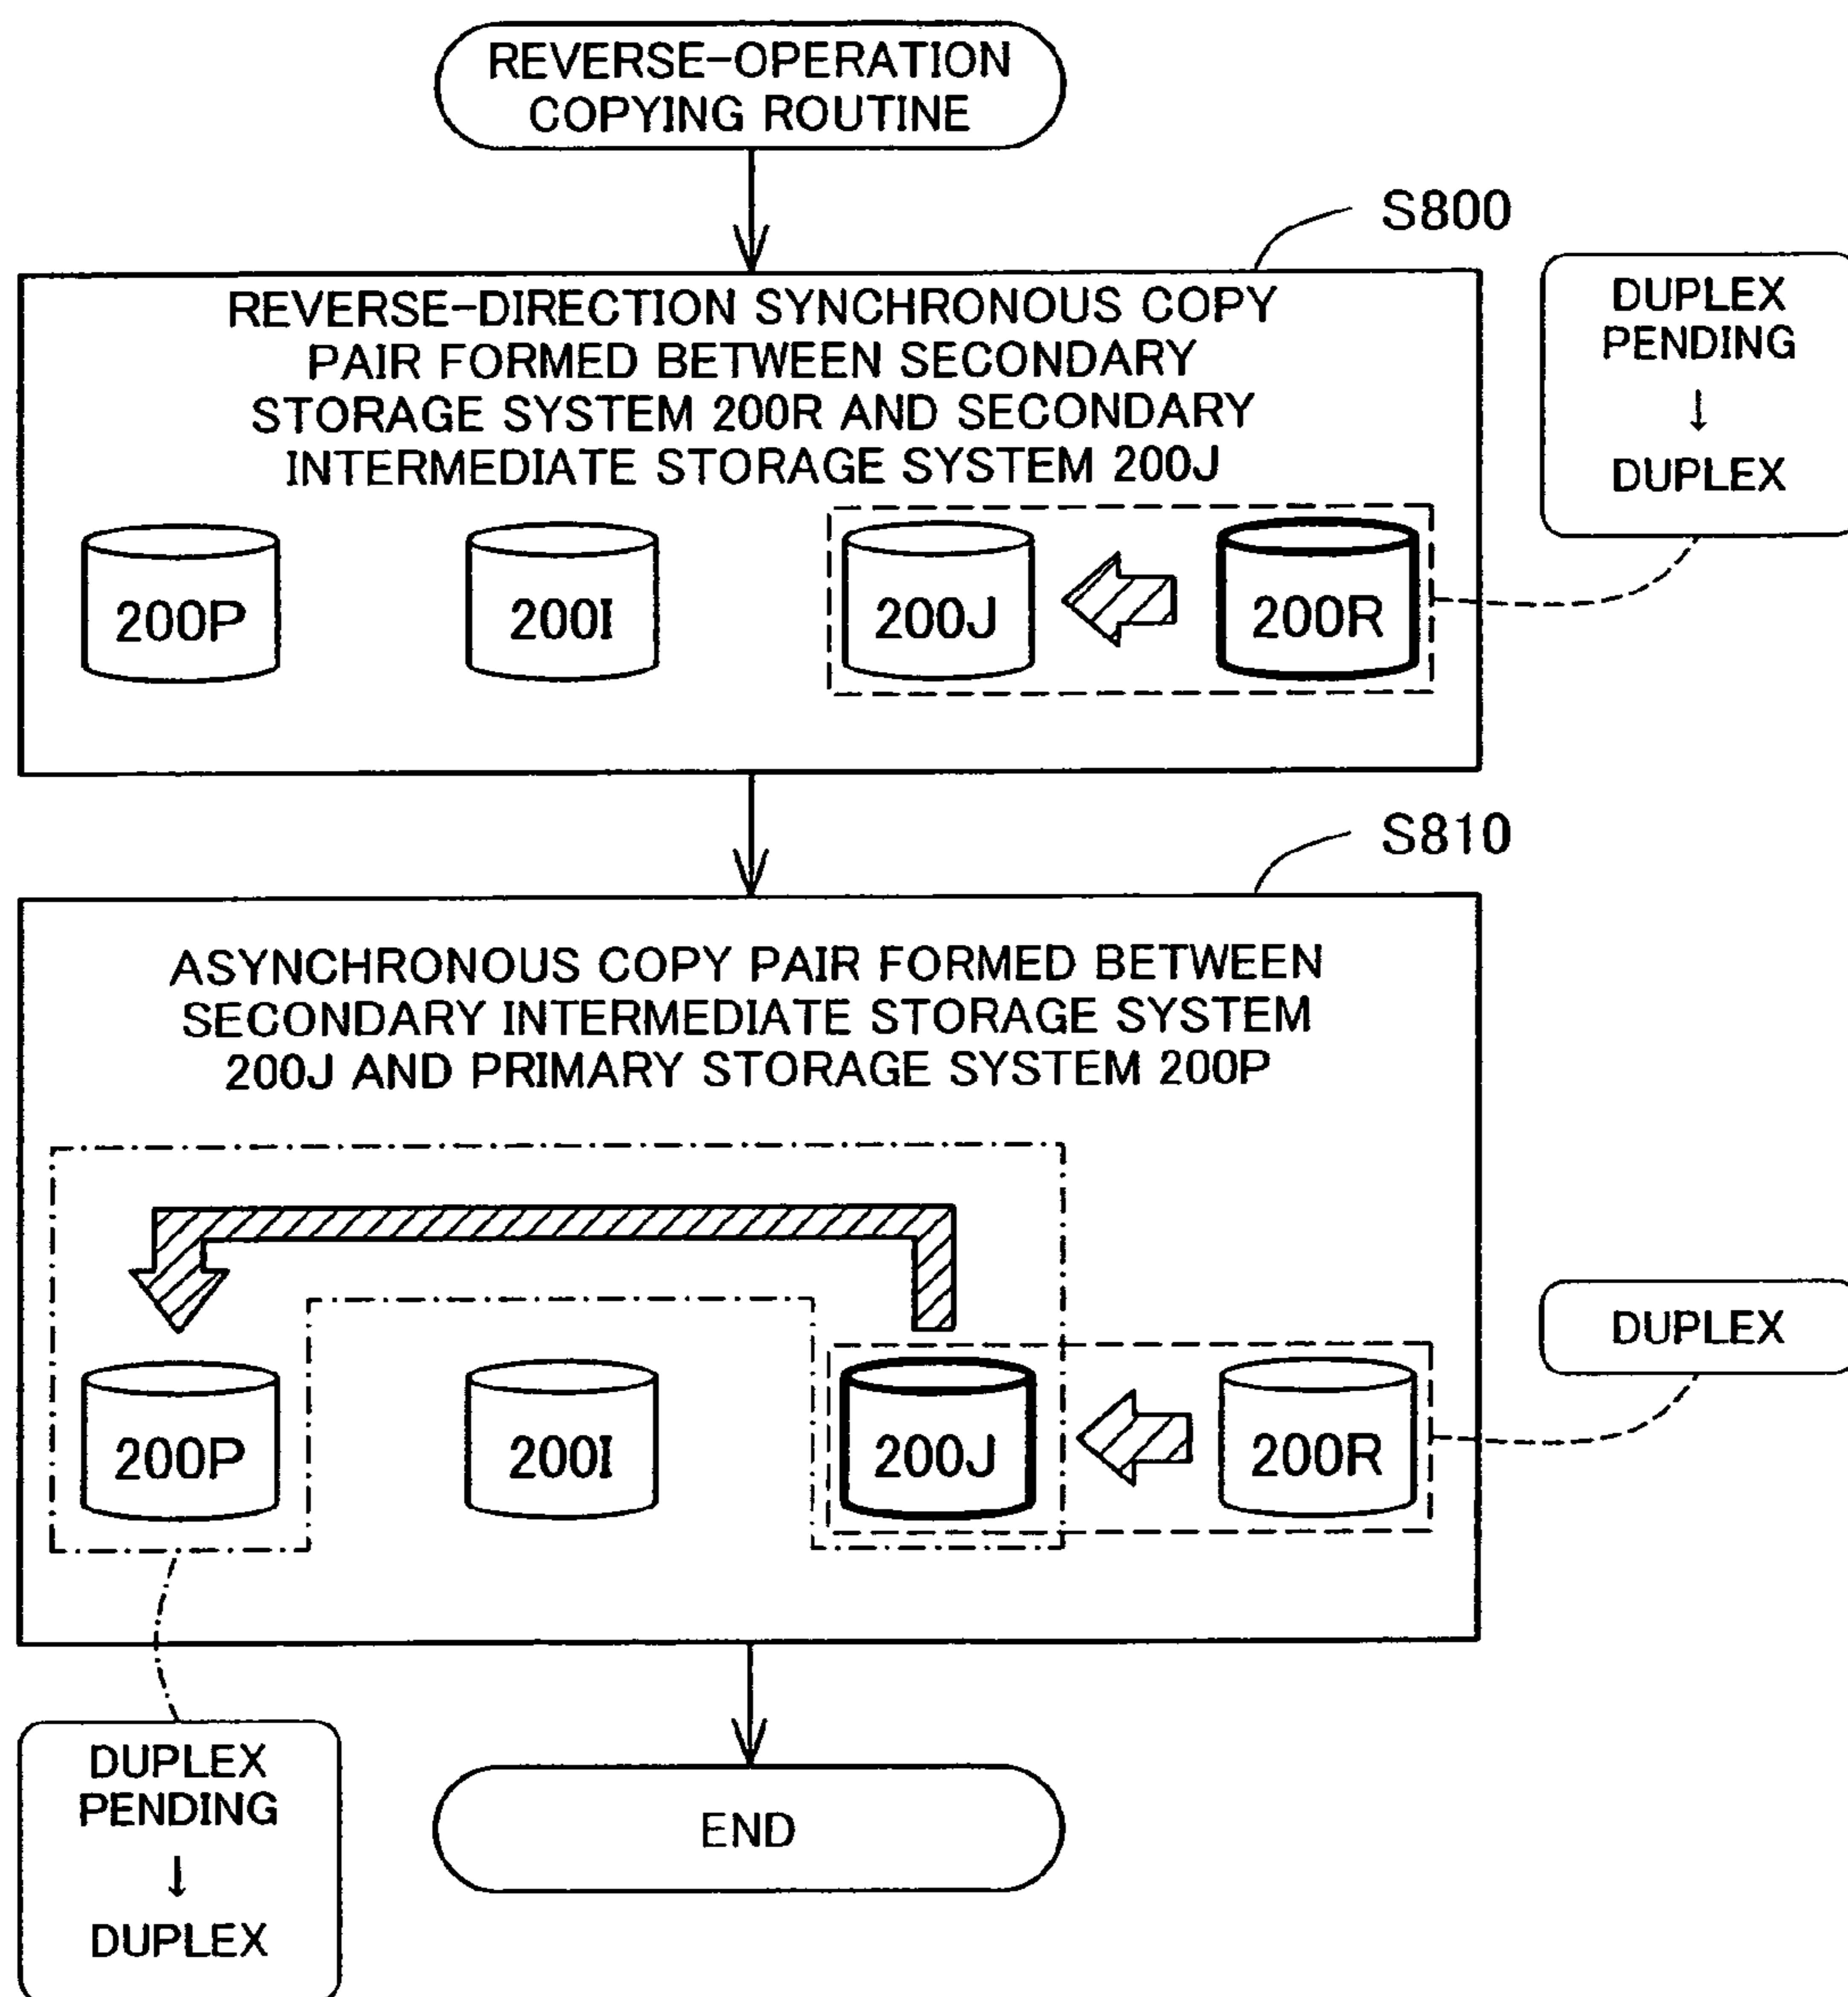 REVERSE-OPERATION
COPYING ROUTINE
S800
REVERSE-DIRECTION SYNCHRONOUS COPY
PAIR FORMED BETWEEN SECONDARY
STORAGE SYSTEM 200R AND SECONDARY
INTERMEDIATE STORAGE SYSTEM 200J
DUPLEX
PENDING
↓
DUPLEX
200P
200I
200J
200R
S810
ASYNCHRONOUS COPY PAIR FORMED BETWEEN
SECONDARY INTERMEDIATE STORAGE SYSTEM
200J AND PRIMARY STORAGE SYSTEM 200P
DUPLEX
200P
200I
200J
200R
DUPLEX
PENDING
↓
DUPLEX
END